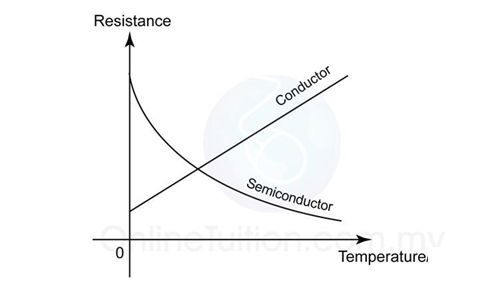 Resistance
Conductor
Semiconductor
0
OnlineTuition.com.my
Temperature/